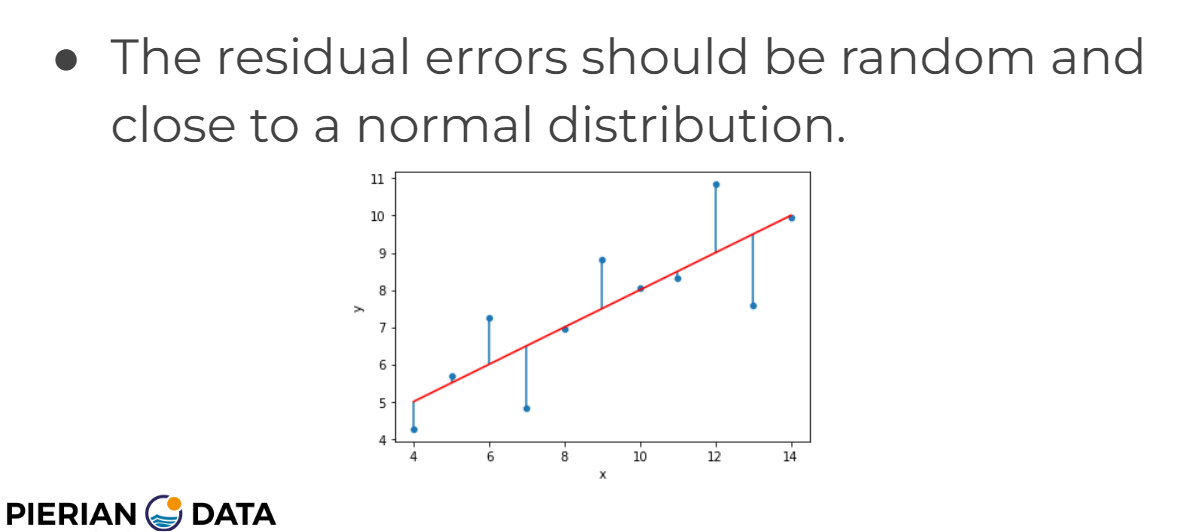 ● The residual errors should be random and
close to a normal distribution.
11
10
9
8
7
6
5
4
y
4 6 8 10 12 14
x
PIERIAN DATA